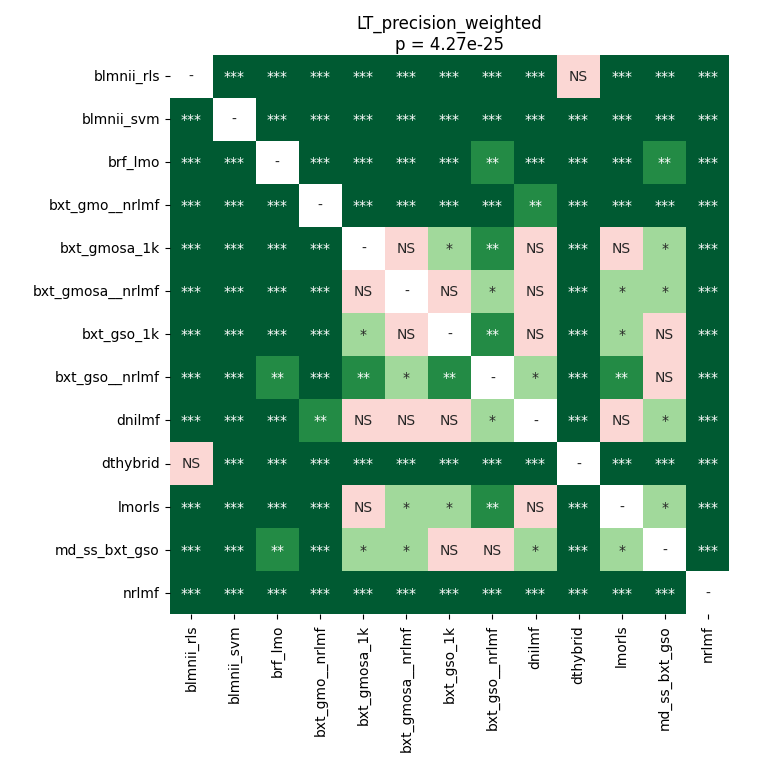 LT_precision_weighted
p = 4.27e-25
blmnii_rls - *** *** *** *** *** *** *** *** NS *** *** ***
blmnii_svm *** - *** *** *** *** *** *** *** *** *** *** ***
brf_lmo *** *** - *** *** *** *** ** *** *** *** ** ***
bxt_gmo__nrlmf *** *** *** - *** *** *** *** ** *** *** *** ***
bxt_gmosa_1k *** *** *** *** - NS * ** NS *** NS * ***
bxt_gmosa__nrlmf *** *** *** *** NS - NS * NS *** * * ***
bxt_gso_1k *** *** *** *** * NS - ** NS *** * NS ***
bxt_gso__nrlmf *** *** ** *** ** * ** - * *** ** NS ***
dnilmf *** *** *** ** NS NS NS * - *** NS * ***
dthybrid NS *** *** *** *** *** *** *** *** - *** *** ***
lmorls *** *** *** *** NS * * ** NS *** - * ***
md_ss_bxt_gso *** *** ** *** * * NS NS * *** * - ***
nrlmf *** *** *** *** *** *** *** *** *** *** *** *** -
blmnii_rls blmnii_svm brf_lmo bxt_gmo__nrlmf bxt_gmosa_1k bxt_gmosa__nrlmf bxt_gso_1k bxt_gso__nrlmf dnilmf dthybrid lmorls md_ss_bxt_gso nrlmf